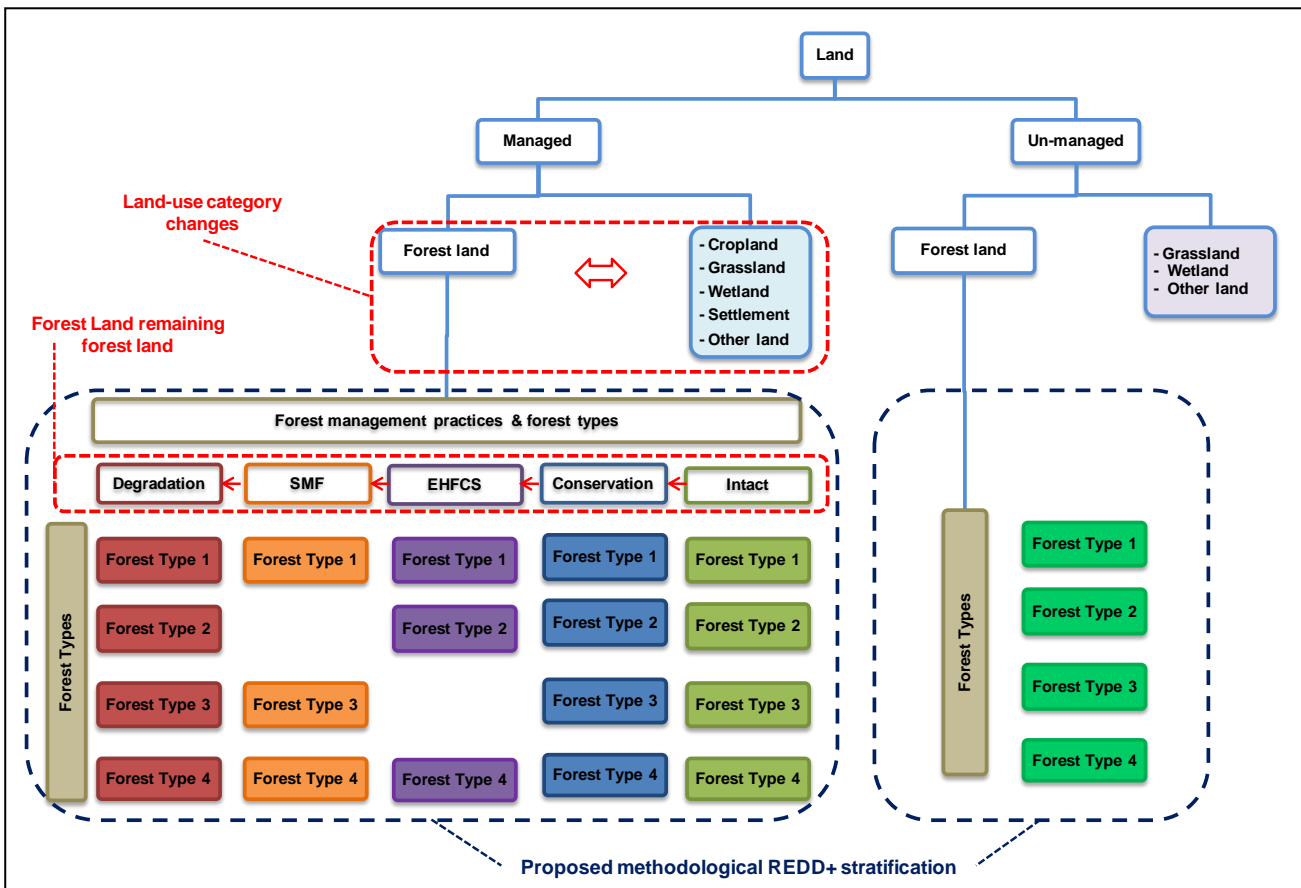 Land
Managed
Un-managed
Land-use category
changes
Forest land
- Cropland
- Grassland
- Wetland
- Settlement
- Other land
Forest land
- Grassland
- Wetland
- Other land
Forest Land remaining
forest land
Forest management practices & forest types
Degradation
SMF
EHFCS
Conservation
Intact
Forest Types
Forest Type 1
Forest Type 1
Forest Type 1
Forest Type 1
Forest Type 1
Forest Type 2
Forest Type 2
Forest Type 2
Forest Type 2
Forest Type 3
Forest Type 3
Forest Type 3
Forest Type 3
Forest Type 4
Forest Type 4
Forest Type 4
Forest Type 4
Forest Type 4
Forest Types
Forest Type 1
Forest Type 2
Forest Type 3
Forest Type 4
Proposed methodological REDD+ stratification